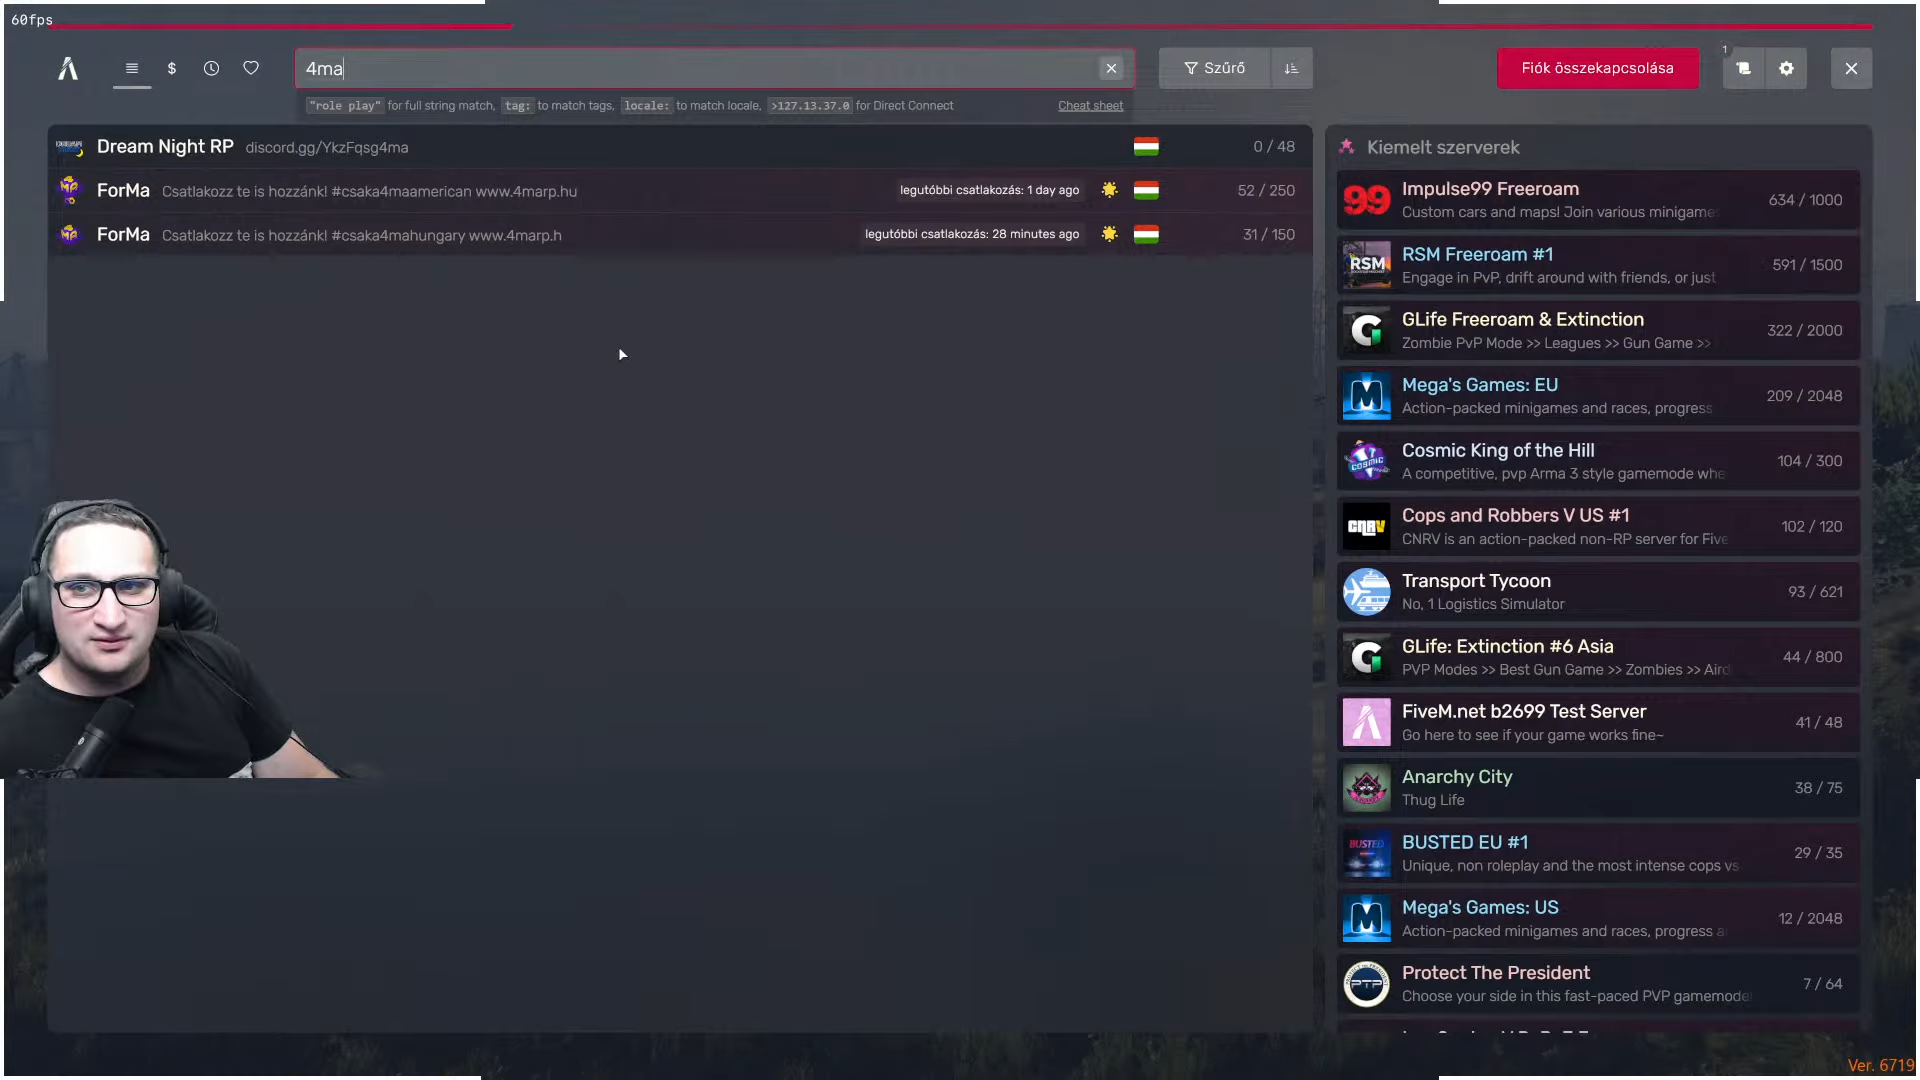 60fps
$
4ma
Szűrő
Fiók összekapcsolása
1
"role play" for full string match, tag: to match tags, locale: to match locale, >127.13.37.0 for Direct Connect
Cheat sheet
Dream Night RP discord.gg/YkzFqsg4ma
0 / 48
ForMa Csatlakozz te is hozzánk! #csaka4maamerican www.4marp.hu
legutóbbi csatlakozás: 1 day ago
52 / 250
ForMa Csatlakozz te is hozzánk! #csaka4mahungary www.4marp.h
legutóbbi csatlakozás: 28 minutes ago
31 / 150
Kiemelt szerverek
99
Impulse99 Freeroam
Custom cars and maps! Join various minigame
634 / 1000
RSM
RSM Freeroam #1
Engage in PvP, drift around with friends, or just
591 / 1500
GLife Freeroam & Extinction
Zombie PvP Mode >> Leagues >> Gun Game >>
322 / 2000
Mega's Games: EU
Action-packed minigames and races, progress
209 / 2048
COSMIC
Cosmic King of the Hill
A competitive, pvp Arma 3 style gamemode whe
104 / 300
CNRV
Cops and Robbers V US #1
CNRV is an action-packed non-RP server for Five
102 / 120
Transport Tycoon
No, 1 Logistics Simulator
93 / 621
GLife: Extinction #6 Asia
PVP Modes >> Best Gun Game >> Zombies >> Aird
44 / 800
FiveM.net b2699 Test Server
Go here to see if your game works fine~
41 / 48
Anarchy City
Thug Life
38 / 75
BUSTED
BUSTED EU #1
Unique, non roleplay and the most intense cops vs
29 / 35
Mega's Games: US
Action-packed minigames and races, progress a
12 / 2048
PTP
Protect The President
Choose your side in this fast-paced PVP gamemode
7 / 64
Ver. 6719